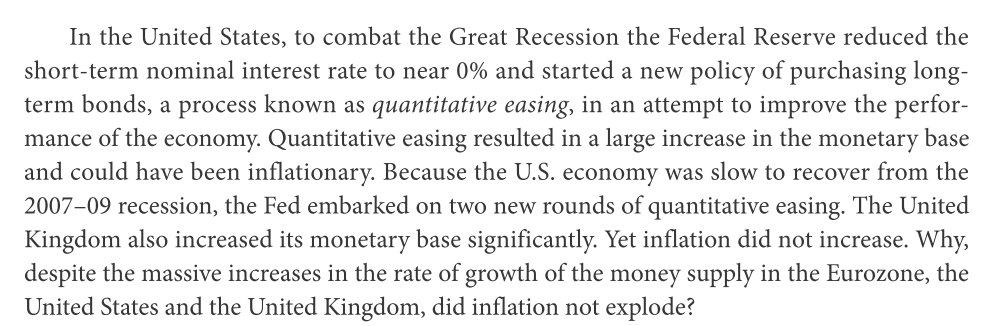 In the United States, to combat the Great Recession the Federal Reserve reduced the
short-term nominal interest rate to near 0% and started a new policy of purchasing long-
term bonds, a process known as quantitative easing, in an attempt to improve the perfor-
mance of the economy. Quantitative easing resulted in a large increase in the monetary base
and could have been inflationary. Because the U.S. economy was slow to recover from the
2007–09 recession, the Fed embarked on two new rounds of quantitative easing. The United
Kingdom also increased its monetary base significantly. Yet inflation did not increase. Why,
despite the massive increases in the rate of growth of the money supply in the Eurozone, the
United States and the United Kingdom, did inflation not explode?